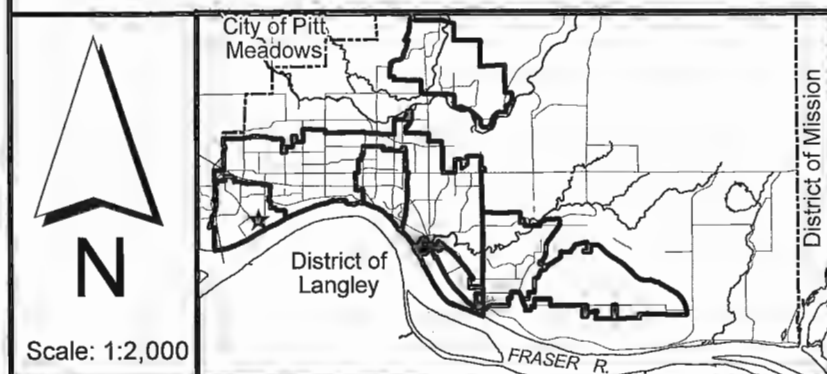 City of Pitt
Meadows
District of Mission
District of
Langley
N
Scale: 1:2,000
FRASER R.